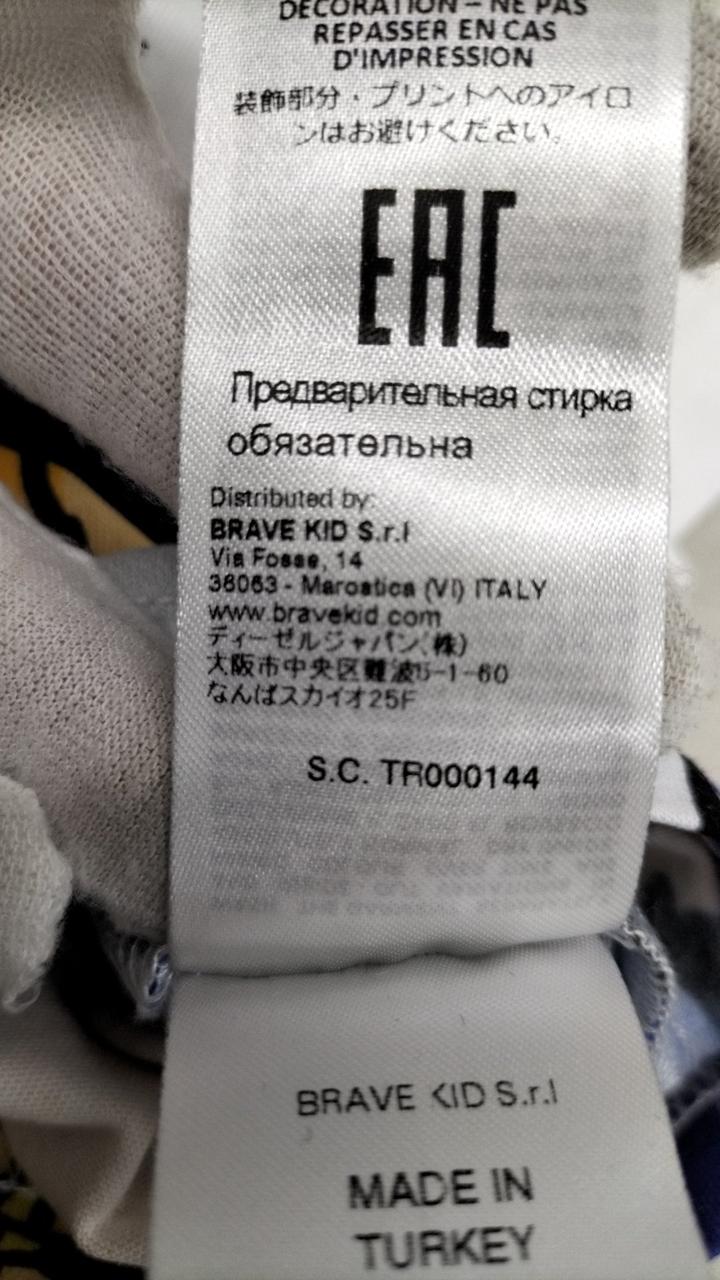 DECORATION – NE PAS
REPASSER EN CAS
D'IMPRESSION
装飾部分・プリントへのアイロ
ンはお避けください。
EAC
Предварительная стирка
обязательна
Distributed by:
BRAVE KID S.r.l
Via Fosse, 14
36063 - Marostica (VI) ITALY
www.bravekid.com
ディーゼルジャパン(株)
大阪市中央区難波5-1-60
なんばスカイオ25F
S.C. TR000144
BRAVE KID S.r.l
MADE IN
TURKEY